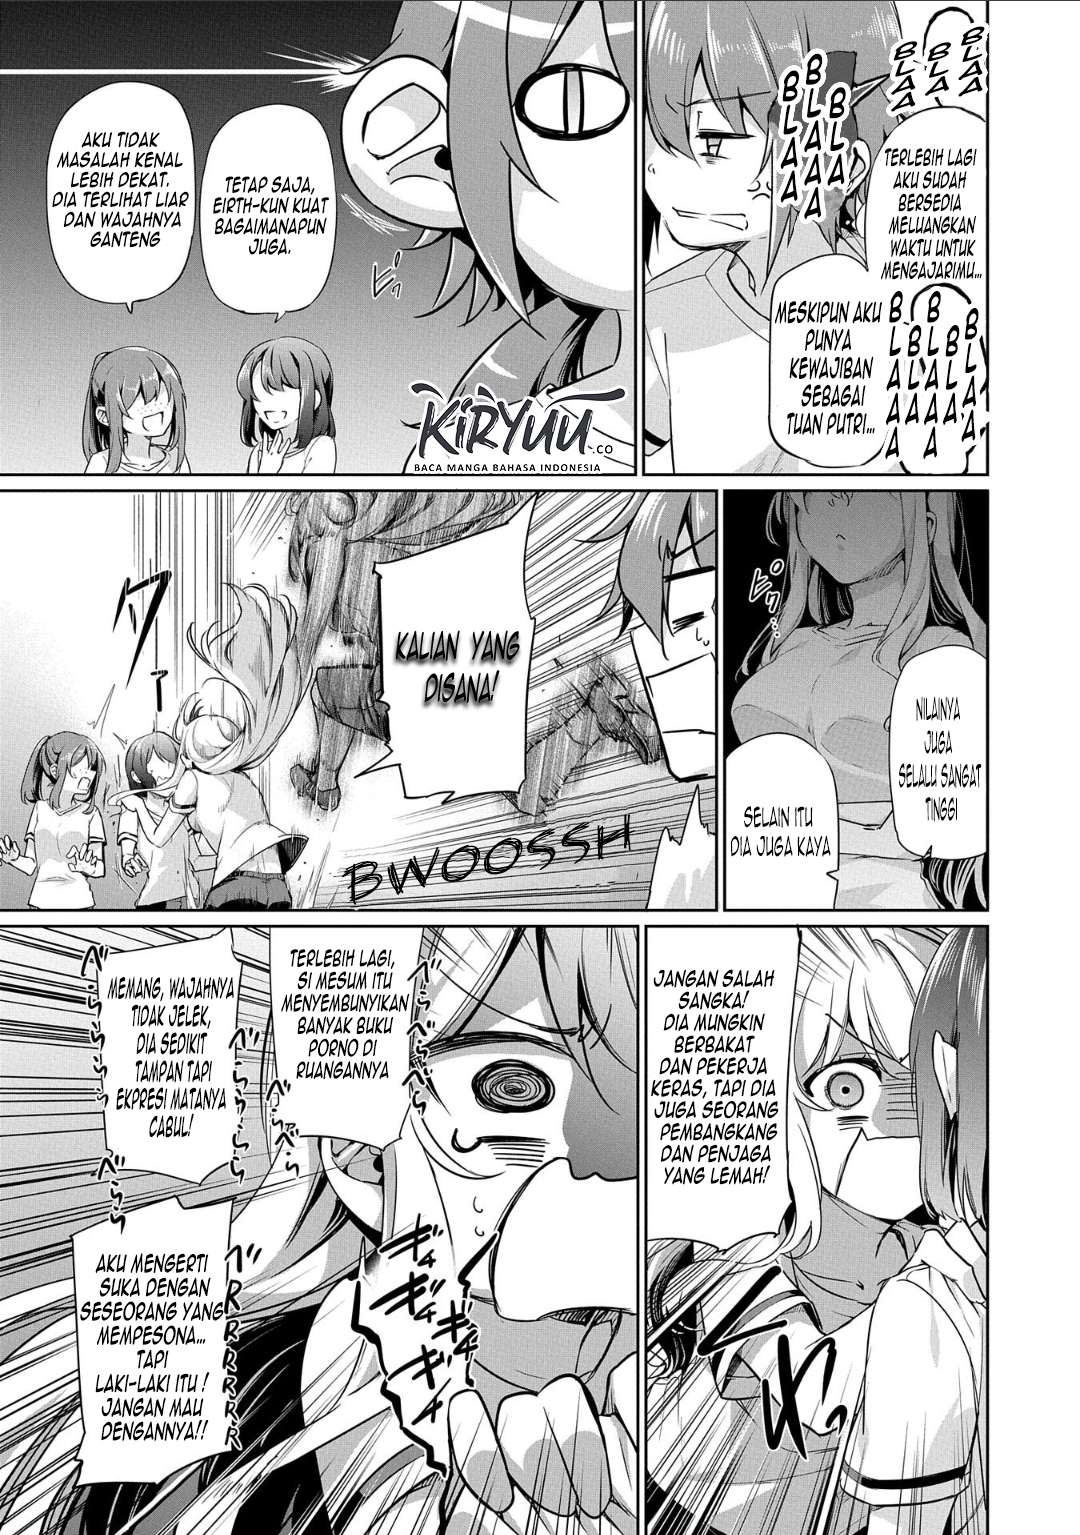 BLAA
BLAA
BLAA
BLAA
BLAAAA
BLAA
TERLEBIH LAGI
AKU SUDAH
BERSEDIA
MELUANGKAN
WAKTU UNTUK
MENGAJARIMU...
MESKIPUN AKU
PUNYA
KEWAJIBAN
SEBAGAI
TUAN PUTRI...
TETAP SAJA,
EIRTH-KUN KUAT
BAGAIMANAPUN
JUGA.
AKU TIDAK
MASALAH KENAL
LEBIH DEKAT.
DIA TERLIHAT LIAR
DAN WAJAHNYA
GANTENG
KIRYUU.CO
BACA MANGA BAHASA INDONESIA
NILAINYA
JUGA
SELALU SANGAT
TINGGI
SELAIN ITU
DIA JUGA KAYA
KALIAN YANG
DISANA!
BWOOSSH
JANGAN SALAH
SANGKA!
DIA MUNGKIN
BERBAKAT
DAN PEKERJA
KERAS, TAPI DIA
JUGA SEORANG
PEMBANGKANG
DAN PENJAGA
YANG LEMAH!
TERLEBIH LAGI,
SI MESUM ITU
MENYEMBUNYIKAN
BANYAK BUKU
PORNO DI
RUANGANNYA
MEMANG, WAJAHNYA
TIDAK JELEK,
DIA SEDIKIT
TAMPAN TAPI
EKPRESI MATANYA
CABUL!
AKU MENGERTI
SUKA DENGAN
SESEORANG YANG
MEMPESONA...
TAPI
LAKI-LAKI ITU !
JANGAN MAU
DENGANNYA!!